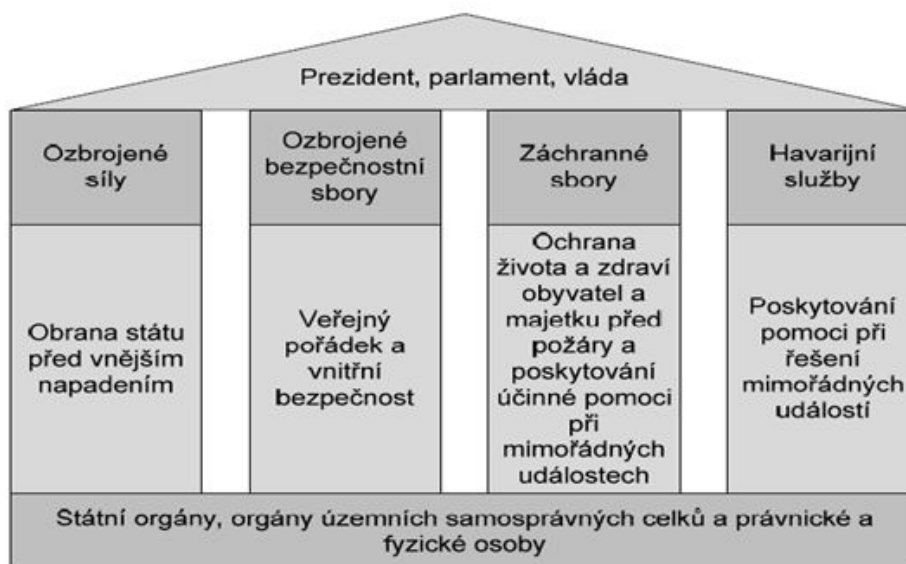 Prezident, parlament, vláda
Ozbrojené
síly
Ozbrojené
bezpečnostní
sbory
Záchranné
sbory
Havarijní
služby
Obrana státu
před vnějším
napadením
Veřejný
pořádek a
vnitřní
bezpečnost
Ochrana
života a zdraví
obyvatel a
majetku před
požáry a
poskytování
účinné pomoci
při
mimořádných
událostech
Poskytování
pomoci při
řešení
mimořádných
událostí
Státní orgány, orgány územních samosprávných celků a právnické a
fyzické osoby